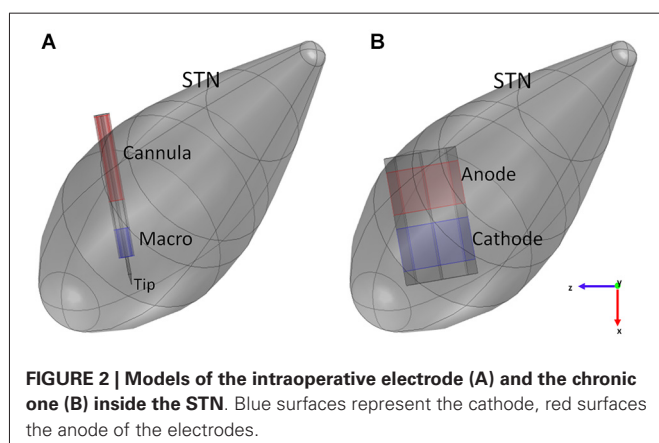 A
B
STN
STN
Cannula
Anode
Macro
Cathode
Tip
z
y
x
FIGURE 2 | Models of the intraoperative electrode (A) and the chronic
one (B) inside the STN. Blue surfaces represent the cathode, red surfaces
the anode of the electrodes.